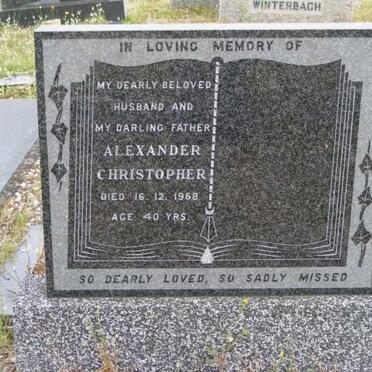 WINTERBACH
IN LOVING MEMORY OF
MY DEARLY BELOVED
HUSBAND AND
MY DARLING FATHER
ALEXANDER
CHRISTOPHER
DIED 16.12.1968
AGE 40 YRS.
SO DEARLY LOVED, SO SADLY MISSED